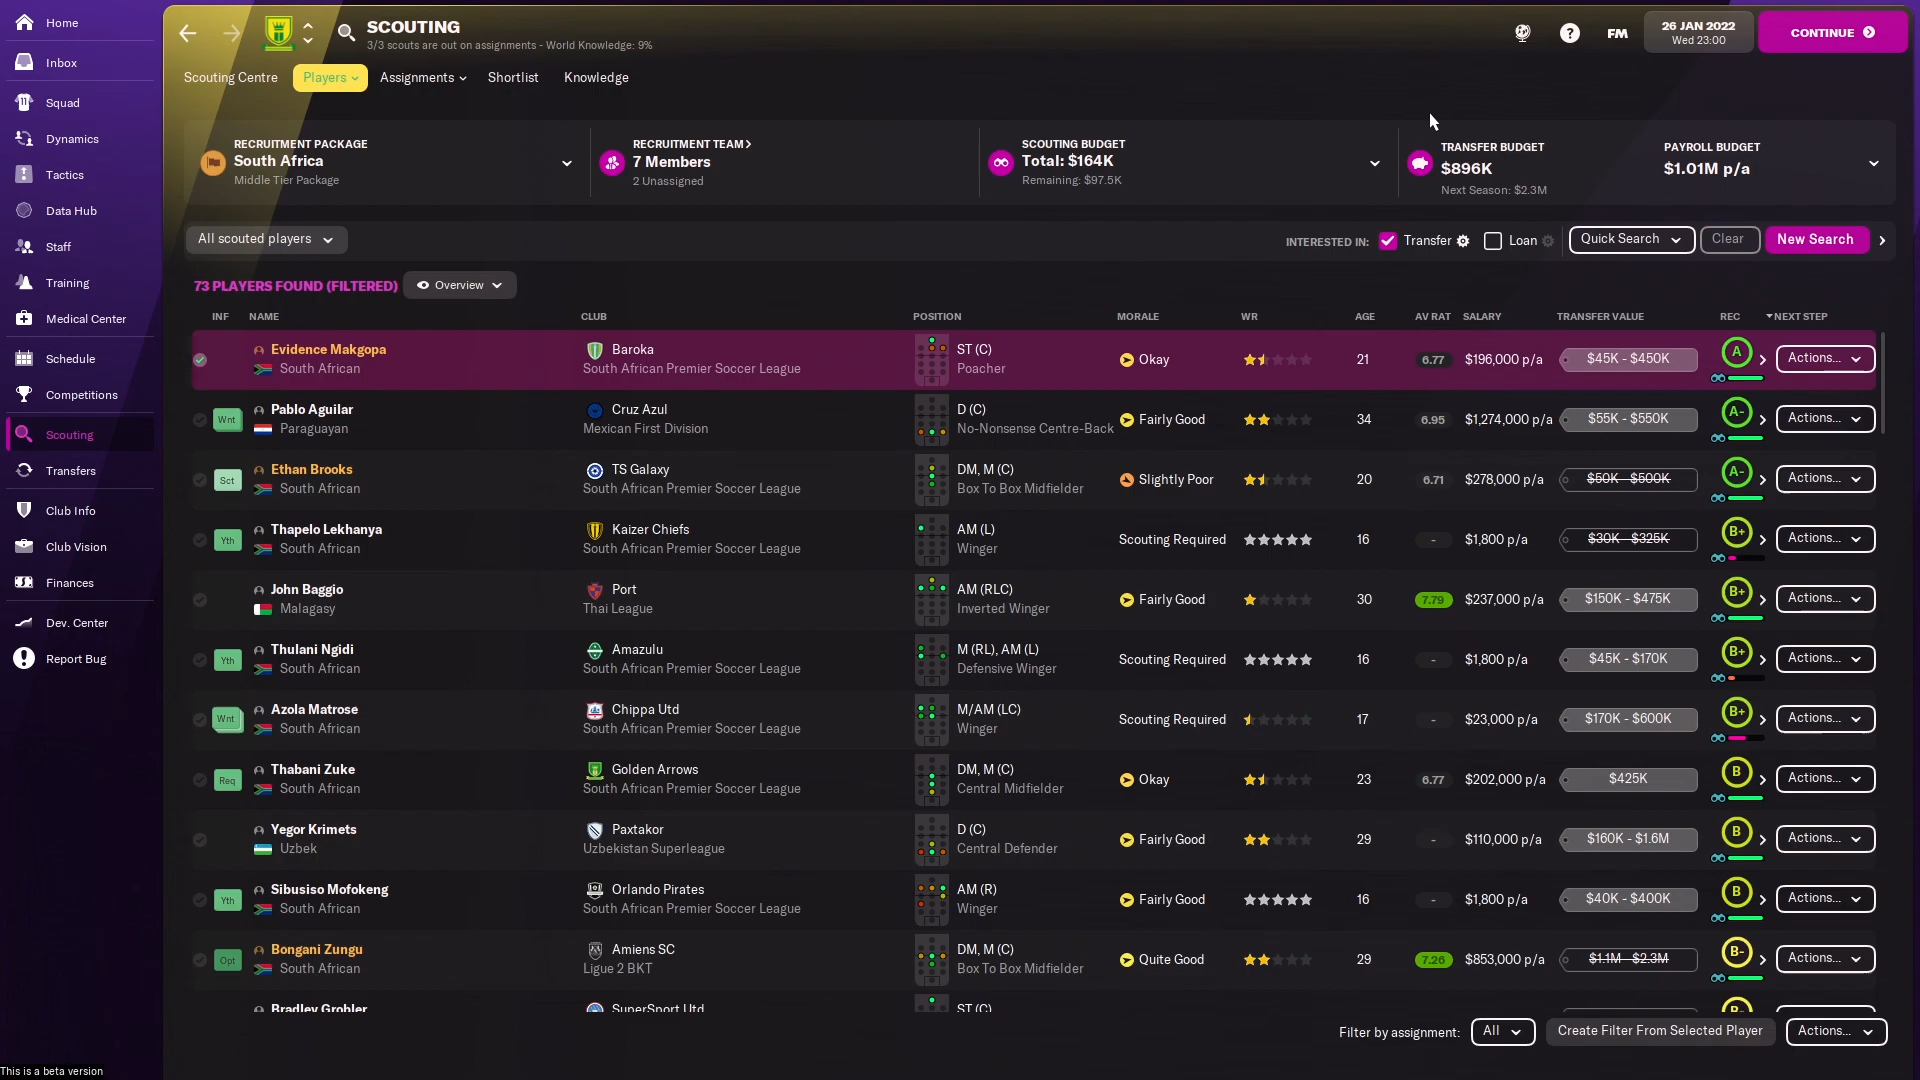 Home
SCOUTING
3/3 scouts are out on assignments - World Knowledge: 9%
FM
26 JAN 2022
Wed 23:00
CONTINUE
Inbox
Squad
Dynamics
Tactics
Data Hub
Staff
Training
Medical Center
Schedule
Competitions
Scouting
Transfers
Club Info
Club Vision
Finances
Dev. Center
Report Bug
This is a beta version
Scouting Centre
Players
Assignments
Shortlist
Knowledge
RECRUITMENT PACKAGE
South Africa
Middle Tier Package
RECRUITMENT TEAM
7 Members
2 Unassigned
SCOUTING BUDGET
Total: $164K
Remaining: $97.5K
TRANSFER BUDGET
$896K
Next Season: $2.3M
PAYROLL BUDGET
$1.01M p/a
All scouted players
INTERESTED IN: Transfer Loan
Quick Search
Clear
New Search
73 PLAYERS FOUND (FILTERED)
Overview
INF NAME CLUB POSITION MORALE WR AGE AV RAT SALARY TRANSFER VALUE REC NEXT STEP
Evidence Makgopa Baroka ST (C)
Okay 21 6.77 $196,000 p/a $45K - $450K A Actions...
South African South African Premier Soccer League Poacher
Pablo Aguilar Cruz Azul D (C)
Wnt Fairly Good 34 6.95 $1,274,000 p/a $55K - $550K A- Actions...
Paraguayan Mexican First Division No-Nonsense Centre-Back
Ethan Brooks TS Galaxy DM, M (C)
Sct Slightly Poor 20 6.71 $278,000 p/a $50K - $500K A- Actions...
South African South African Premier Soccer League Box To Box Midfielder
Thapelo Lekhanya Kaizer Chiefs AM (L)
Yth Scouting Required 16 - $1,800 p/a $30K - $325K B+ Actions...
South African South African Premier Soccer League Winger
John Baggio Port AM (RLC)
Fairly Good 30 7.79 $237,000 p/a $150K - $475K B+ Actions...
Malagasy Thai League Inverted Winger
Thulani Ngidi Amazulu M (RL), AM (L)
Yth Scouting Required 16 - $1,800 p/a $45K - $170K B+ Actions...
South African South African Premier Soccer League Defensive Winger
Azola Matrose Chippa Utd M/AM (LC)
Wnt Scouting Required 17 - $23,000 p/a $170K - $600K B+ Actions...
South African South African Premier Soccer League Winger
Thabani Zuke Golden Arrows DM, M (C)
Req Okay 23 6.77 $202,000 p/a $425K B Actions...
South African South African Premier Soccer League Central Midfielder
Yegor Krimets Paxtakor D (C)
Fairly Good 29 - $110,000 p/a $160K - $1.6M B Actions...
Uzbek Uzbekistan Superleague Central Defender
Sibusiso Mofokeng Orlando Pirates AM (R)
Yth Fairly Good 16 - $1,800 p/a $40K - $400K B Actions...
South African South African Premier Soccer League Winger
Bongani Zungu Amiens SC DM, M (C)
Opt Quite Good 29 7.26 $853,000 p/a $1.1M - $2.3M B- Actions...
South African Ligue 2 BKT Box To Box Midfielder
Bradley Grobler SuperSport Utd ST (C)
Filter by assignment: All
Create Filter From Selected Player
Actions...